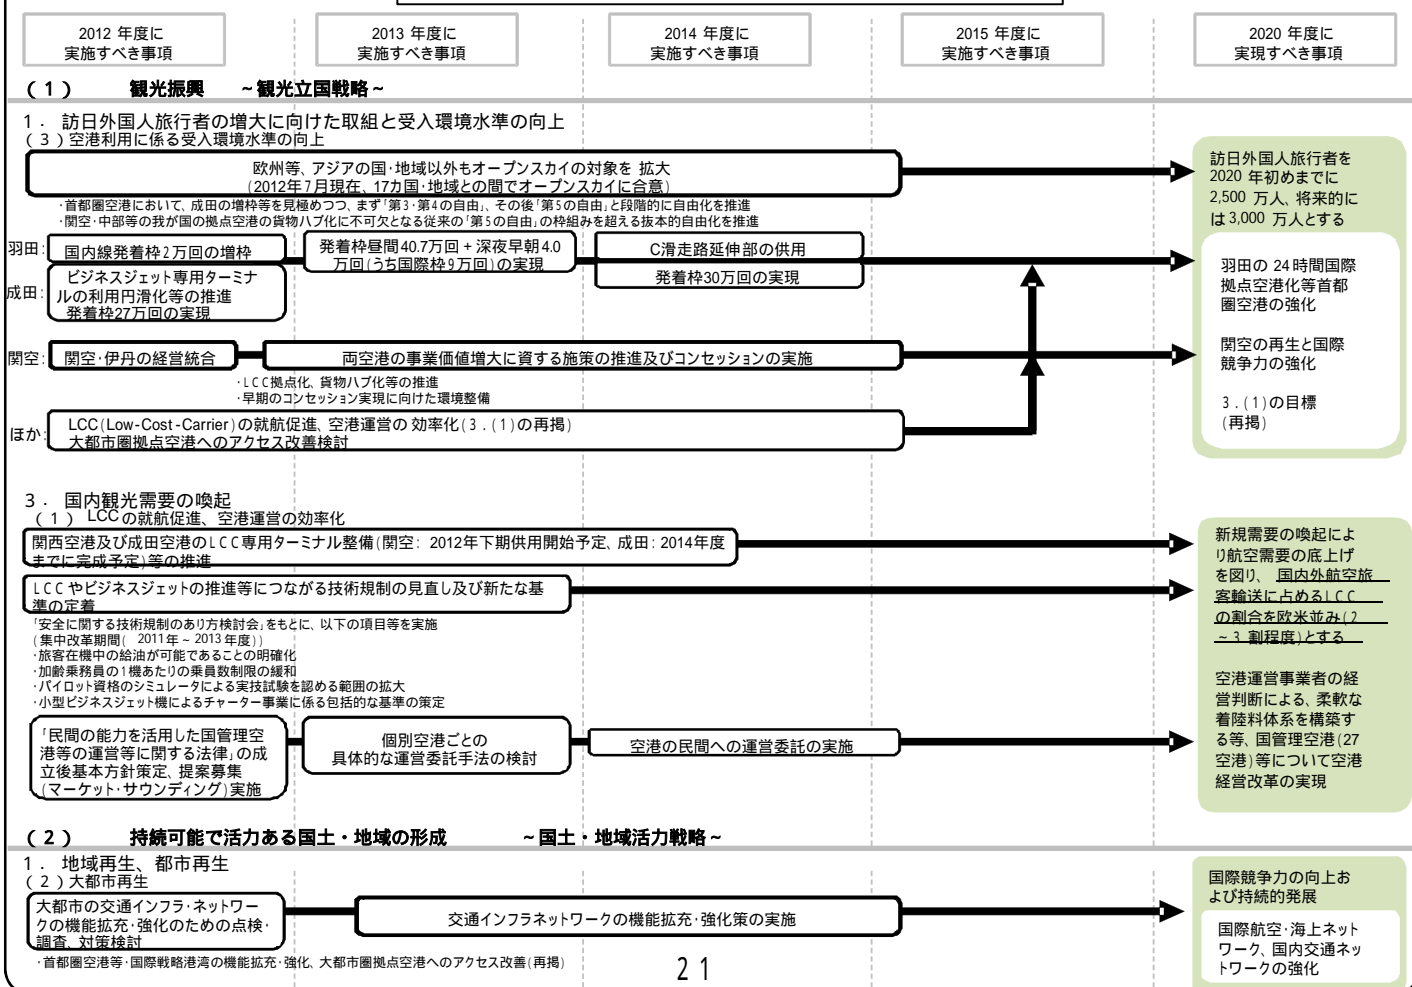 2012 年度に
実施すべき事項
2013 年度に
実施すべき事項
2014 年度に
実施すべき事項
2015 年度に
実施すべき事項
2020 年度に
実現すべき事項
(1) 観光振興 ~観光立国戦略~
1. 訪日外国人旅行者の増大に向けた取組と受入環境水準の向上
(3)空港利用に係る受入環境水準の向上
欧州等、アジアの国・地域以外もオープンスカイの対象を 拡大
(2012年7月現在、17カ国・地域との間でオープンスカイに合意)
・首都圏空港において、成田の増枠等を見極めつつ、まず「第3・第4の自由」、その後「第5の自由」と段階的に自由化を推進
・関空・中部等の我が国の拠点空港の貨物ハブ化に不可欠となる従来の「第5の自由」の枠組みを超える抜本的自由化を推進
羽田:
国内線発着枠2万回の増枠
発着枠昼間40.7万回+深夜早朝4.0
万回(うち国際枠9万回)の実現
C滑走路延伸部の供用
成田:
ビジネスジェット専用ターミナ
ルの利用円滑化等の推進
発着枠27万回の実現
発着枠30万回の実現
関空:
関空・伊丹の経営統合
両空港の事業価値増大に資する施策の推進及びコンセッションの実施
・LCC拠点化、貨物ハブ化等の推進
・早期のコンセッション実現に向けた環境整備
ほか:
LCC(Low-Cost-Carrier)の就航促進、空港運営の 効率化(3.(1)の再掲)
大都市圏拠点空港へのアクセス改善検討
訪日外国人旅行者を
2020 年初めまでに
2,500 万人、将来的に
は3,000 万人とする
羽田の 24時間国際
拠点空港化等首都
圏空港の強化
関空の再生と国際
競争力の強化
3.(1)の目標
(再掲)
3. 国内観光需要の喚起
(1) LCCの就航促進、空港運営の効率化
関西空港及び成田空港のLCC専用ターミナル整備(関空: 2012年下期供用開始予定、成田:2014年度
までに完成予定)等の推進
LCCやビジネスジェットの推進等につながる技術規制の見直し及び新たな基
準の定着
「安全に関する技術規制のあり方検討会」をもとに、以下の項目等を実施
(集中改革期間( 2011年~2013年度))
・旅客在機中の給油が可能であることの明確化
・加齢乗務員の1機あたりの乗員数制限の緩和
・パイロット資格のシミュレータによる実技試験を認める範囲の拡大
・小型ビジネスジェット機によるチャーター事業に係る包括的な基準の策定
「民間の能力を活用した国管理空
港等の運営等に関する法律」の成
立後基本方針策定、提案募集
(マーケット・サウンディング)実施
個別空港ごとの
具体的な運営委託手法の検討
空港の民間への運営委託の実施
新規需要の喚起によ
り航空需要の底上げ
を図り、 国内外航空旅
客輸送に占めるLCC
の割合を欧米並み(2
~3 割程度)とする
空港運営事業者の経
営判断による、柔軟な
着陸料体系を構築す
る等、国管理空港(27
空港)等について空港
経営改革の実現
(2) 持続可能で活力ある国土・地域の形成 ~国土・地域活力戦略~
1. 地域再生、都市再生
(2)大都市再生
大都市の交通インフラ・ネットワー
クの機能拡充・強化のための点検・
調査、対策検討
交通インフラネットワークの機能拡充・強化策の実施
・首都圏空港等・国際戦略港湾の機能拡充・強化、大都市圏拠点空港へのアクセス改善(再掲)
国際競争力の向上お
よび持続的発展
国際航空・海上ネット
ワーク、国内交通ネッ
トワークの強化
21